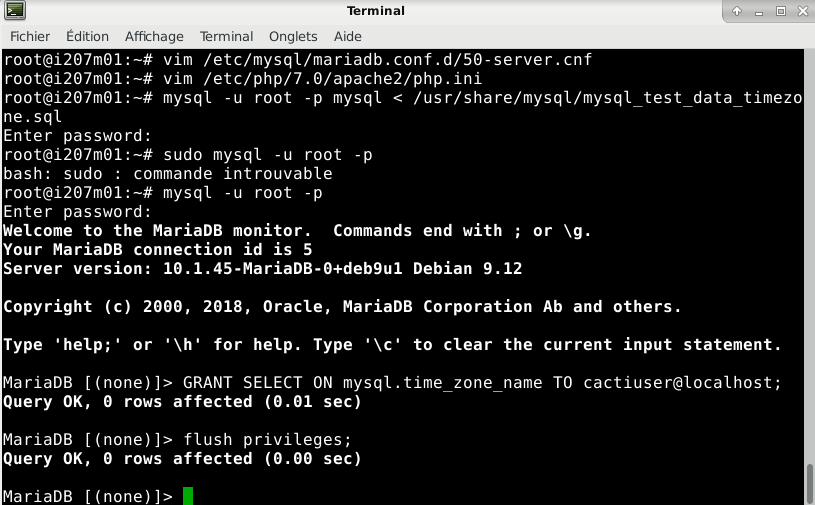 Terminal
Fichier Édition Affichage Terminal Onglets Aide
root@i207m01:~# vim /etc/mysql/mariadb.conf.d/50-server.cnf
root@i207m01:~# vim /etc/php/7.0/apache2/php.ini
root@i207m01:~# mysql -u root -p mysql < /usr/share/mysql/mysql_test_data_timezo
ne.sql
Enter password:
root@i207m01:~# sudo mysql -u root -p
bash: sudo : commande introuvable
root@i207m01:~# mysql -u root -p
Enter password:
Welcome to the MariaDB monitor.  Commands end with ; or \g.
Your MariaDB connection id is 5
Server version: 10.1.45-MariaDB-0+deb9u1 Debian 9.12
Copyright (c) 2000, 2018, Oracle, MariaDB Corporation Ab and others.
Type 'help;' or '\h' for help. Type '\c' to clear the current input statement.
MariaDB [(none)]> GRANT SELECT ON mysql.time_zone_name TO cactiuser@localhost;
Query OK, 0 rows affected (0.01 sec)
MariaDB [(none)]> flush privileges;
Query OK, 0 rows affected (0.00 sec)
MariaDB [(none)]>